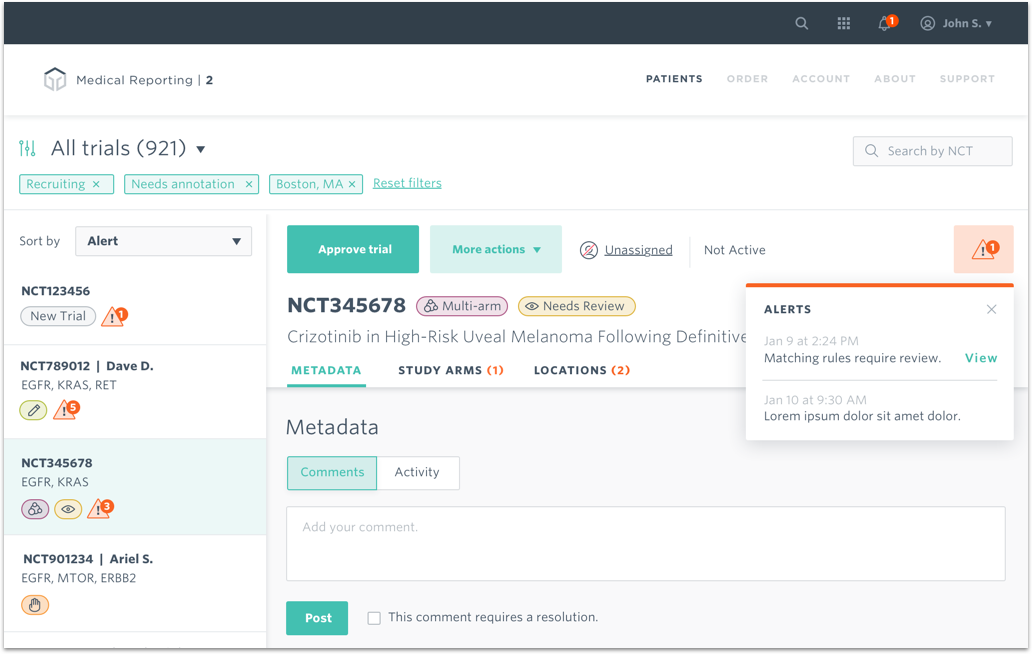 1 John S. ▾
Medical Reporting | 2
PATIENTS ORDER ACCOUNT ABOUT SUPPORT
All trials (921) ▾
Search by NCT
Recruiting × Needs annotation × Boston, MA × Reset filters
Sort by Alert ▾
NCT123456
New Trial 1
NCT789012 | Dave D.
EGFR, KRAS, RET
5
NCT345678
EGFR, KRAS
3
NCT901234 | Ariel S.
EGFR, MTOR, ERBB2
Approve trial More actions ▾ Unassigned Not Active 1
NCT345678 Multi-arm Needs Review
Crizotinib in High-Risk Uveal Melanoma Following Definitive
METADATA STUDY ARMS (1) LOCATIONS (2)
ALERTS
Jan 9 at 2:24 PM
Matching rules require review. View
Jan 10 at 9:30 AM
Lorem ipsum dolor sit amet dolor.
Metadata
Comments Activity
Add your comment.
Post This comment requires a resolution.